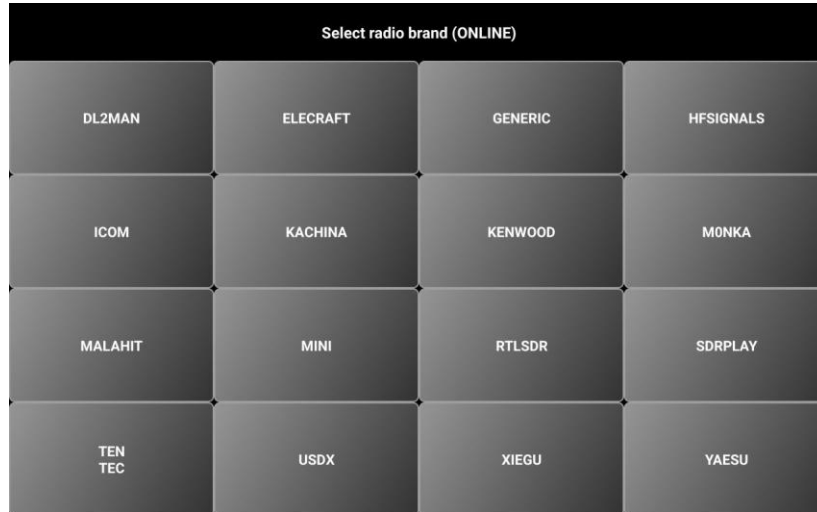 Select radio brand (ONLINE)
DL2MAN
ELECRAFT
GENERIC
HFSIGNALS
ICOM
KACHINA
KENWOOD
M0NKA
MALAHIT
MINI
RTLSDR
SDRPLAY
TEN
TEC
USDX
XIEGU
YAESU